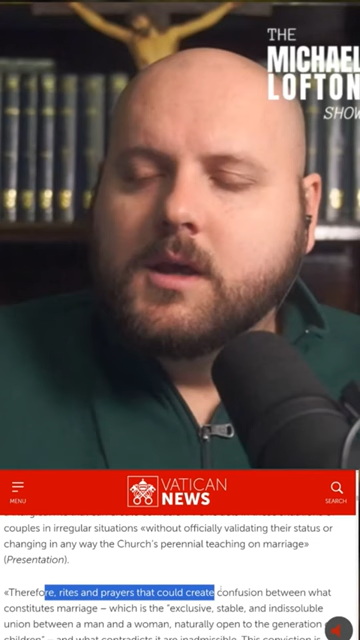 THE
MICHAEL
LOFTON
SHOW
MENU
VATICAN
NEWS
SEARCH
couples in irregular situations «without officially validating their status or
changing in any way the Church's perennial teaching on marriage»
(Presentation).
«Therefore, rites and prayers that could create confusion between what
constitutes marriage – which is the "exclusive, stable, and indissoluble
union between a man and a woman, naturally open to the generation
children" – and what contradicts it are inadmissible. This conviction is